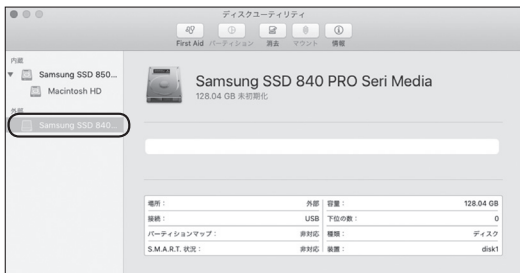 ディスクユーティリティ
First Aid パーティション 消去 マウント 情報
内蔵
Samsung SSD 850...
Macintosh HD
外部
Samsung SSD 840...
Samsung SSD 840 PRO Seri Media
128.04 GB 未初期化
場所： 外部 容量： 128.04 GB
接続： USB 下位の数： 0
パーティションマップ： 非対応 種類： ディスク
S.M.A.R.T. 状況： 非対応 装置： disk1